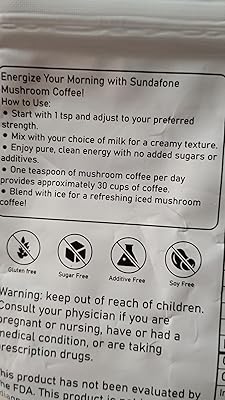 Energize Your Morning with Sundafone
Mushroom Coffee!
How to Use:
● Start with 1 tsp and adjust to your preferred
strength.
● Mix with your choice of milk for a creamy texture.
● Enjoy pure, clean energy with no added sugars or
additives.
● One teaspoon of mushroom coffee per day
provides approximately 30 cups of coffee.
● Blend with ice for a refreshing iced mushroom
coffee!
Gluten free
Sugar Free
Additive Free
Soy Free
Warning: keep out of reach of children.
Consult your physician if you are
pregnant or nursing, have or had a
medical condition, or are taking
prescription drugs.
This product has not been evaluated by
the FDA. This product is not